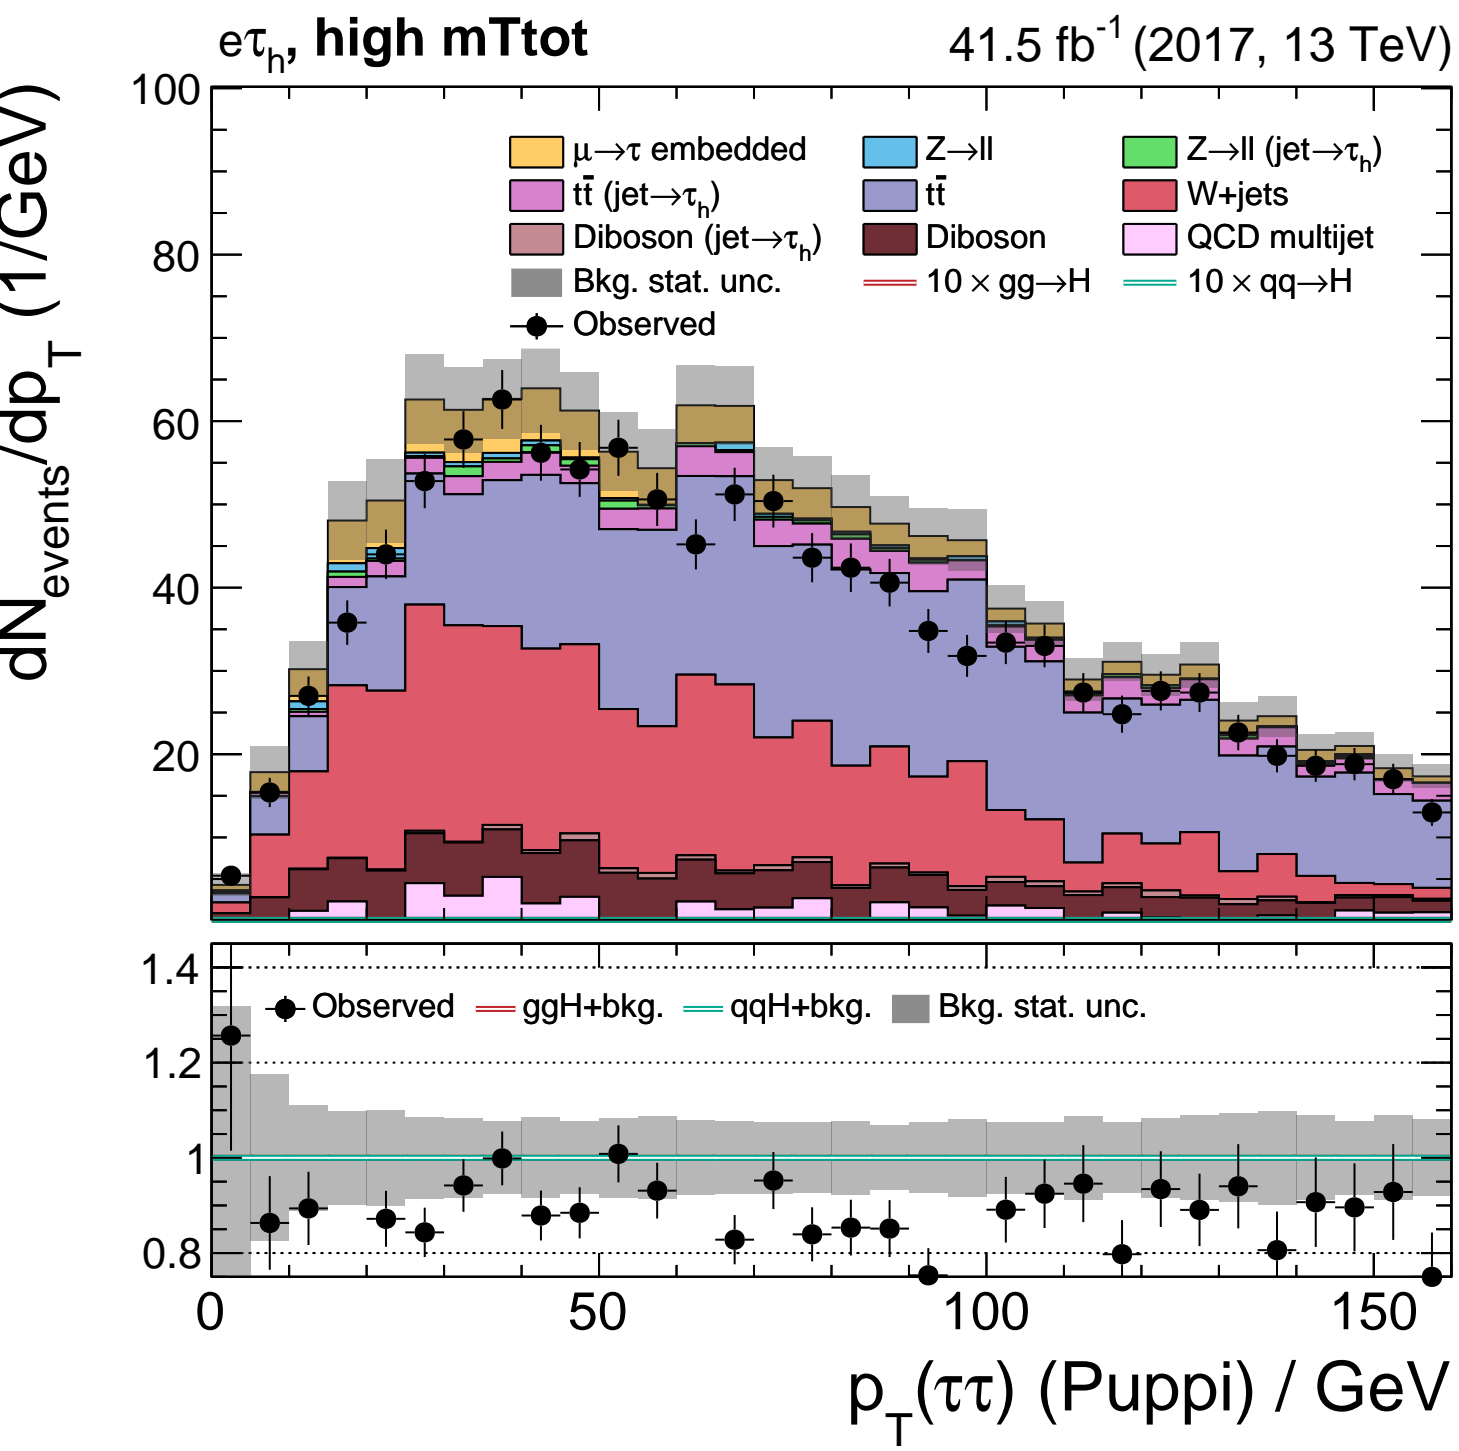 eτh, high mTtot
41.5 fb-1 (2017, 13 TeV)
dNevents/dpT (1/GeV)
100
80
60
40
20
μ→τ embedded
Z→ll
Z→ll (jet→τh)
tt̄ (jet→τh)
tt̄
W+jets
Diboson (jet→τh)
Diboson
QCD multijet
Bkg. stat. unc.
10 × gg→H
10 × qq→H
Observed
1.4
1.2
1
0.8
Observed
ggH+bkg.
qqH+bkg.
Bkg. stat. unc.
0
50
100
150
pT(ττ) (Puppi) / GeV